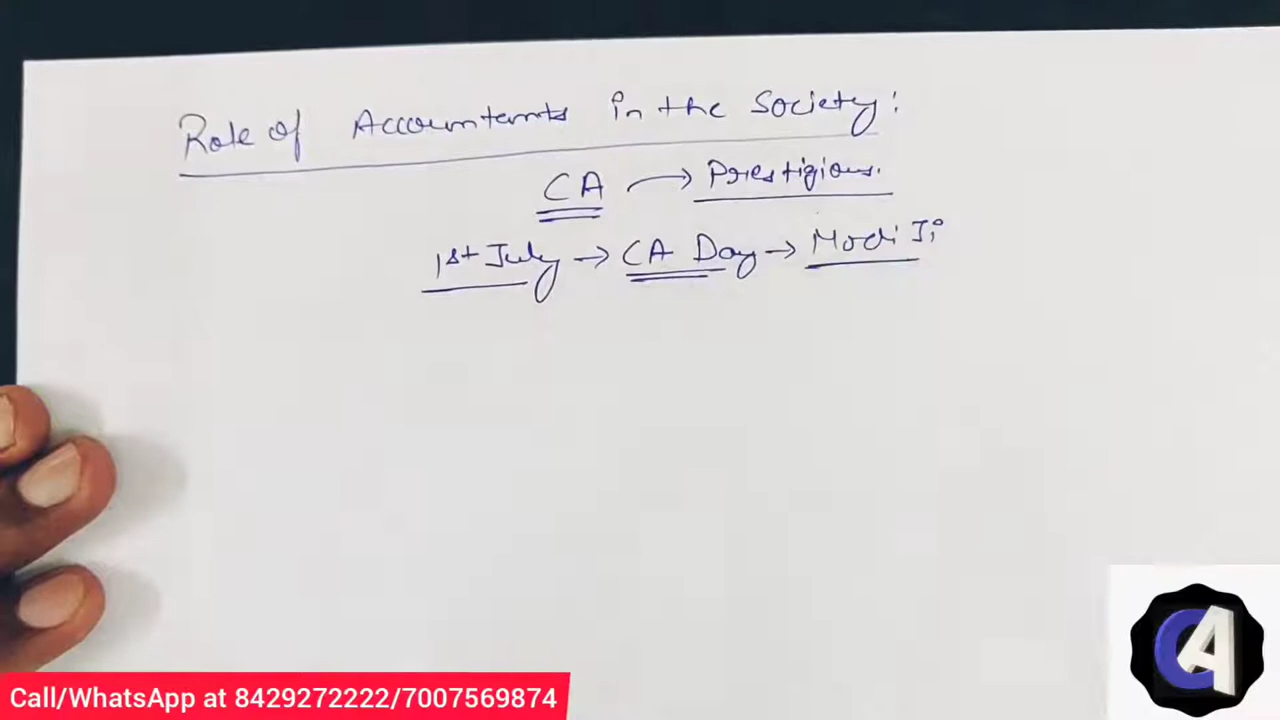 Role of Accountants in the Society:
CA → Prestigious.
1st July → CA Day → Modi Ji
CA
Call/WhatsApp at 8429272222/7007569874